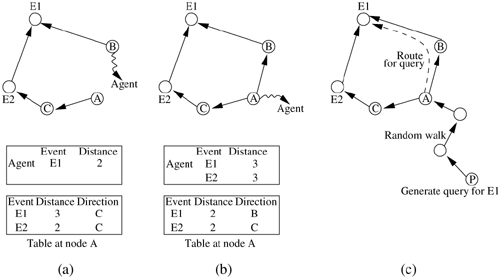 E1
B
Agent
A
C
E2
Event Distance
Agent E1 2
Event Distance Direction
E1 3 C
E2 2 C
Table at node A
(a)
E1
B
A
Agent
C
E2
Event Distance
Agent E1 3
E2 3
Event Distance Direction
E1 2 B
E2 2 C
Table at node A
(b)
E1
B
Route
for query
E2
A
C
Random walk
P
Generate query for E1
(c)